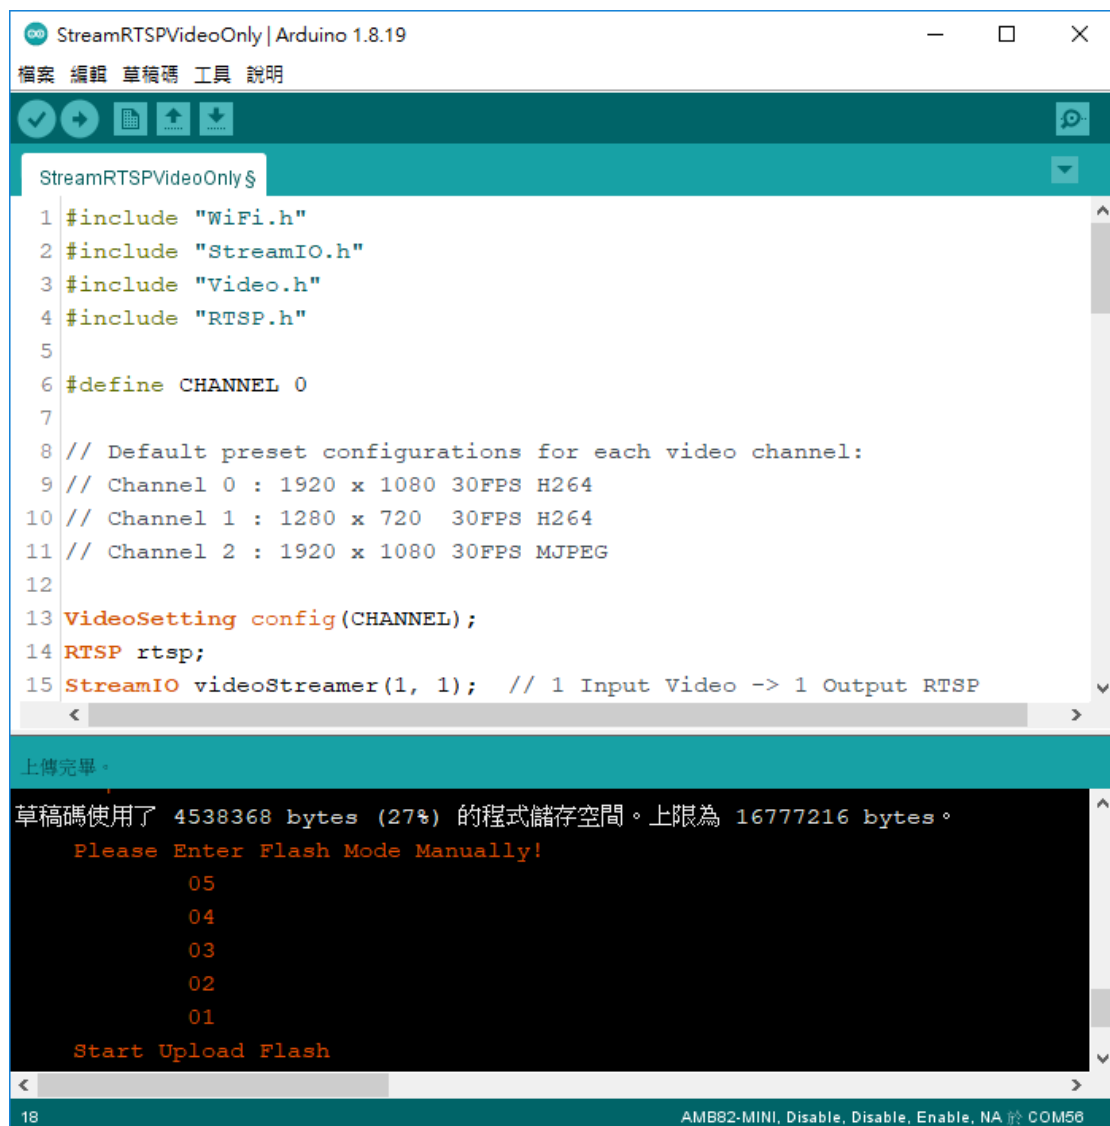 StreamRTSPVideoOnly | Arduino 1.8.19
檔案 編輯 草稿碼 工具 說明
StreamRTSPVideoOnly §
1 #include "WiFi.h"
2 #include "StreamIO.h"
3 #include "Video.h"
4 #include "RTSP.h"
5
6 #define CHANNEL 0
7
8 // Default preset configurations for each video channel:
9 // Channel 0 : 1920 x 1080 30FPS H264
10 // Channel 1 : 1280 x 720  30FPS H264
11 // Channel 2 : 1920 x 1080 30FPS MJPEG
12
13 VideoSetting config(CHANNEL);
14 RTSP rtsp;
15 StreamIO videoStreamer(1, 1);  // 1 Input Video -> 1 Output RTSP
上傳完畢。
草稿碼使用了 4538368 bytes (27%) 的程式儲存空間。上限為 16777216 bytes。
Please Enter Flash Mode Manually!
05
04
03
02
01
Start Upload Flash
18 AMB82-MINI, Disable, Disable, Enable, NA 於 COM56